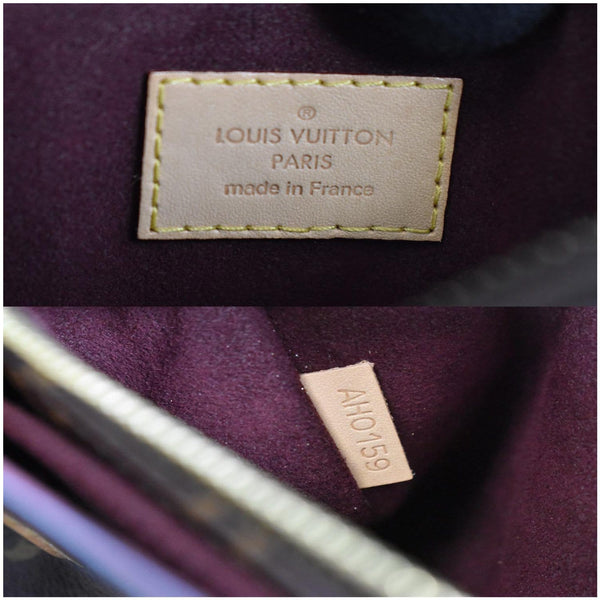 ®
LOUIS VUITTON
PARIS
made in France
AH0159